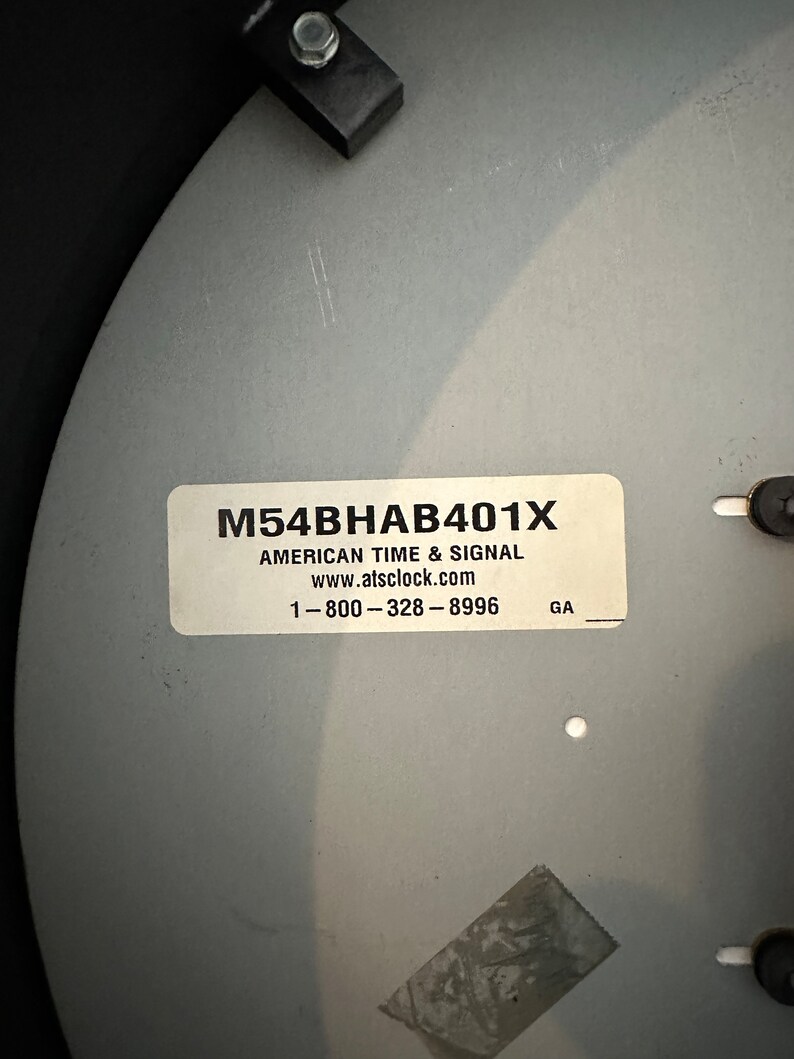 M54BHAB401X
AMERICAN TIME & SIGNAL
www.atsclock.com
1-800-328-8996 GA